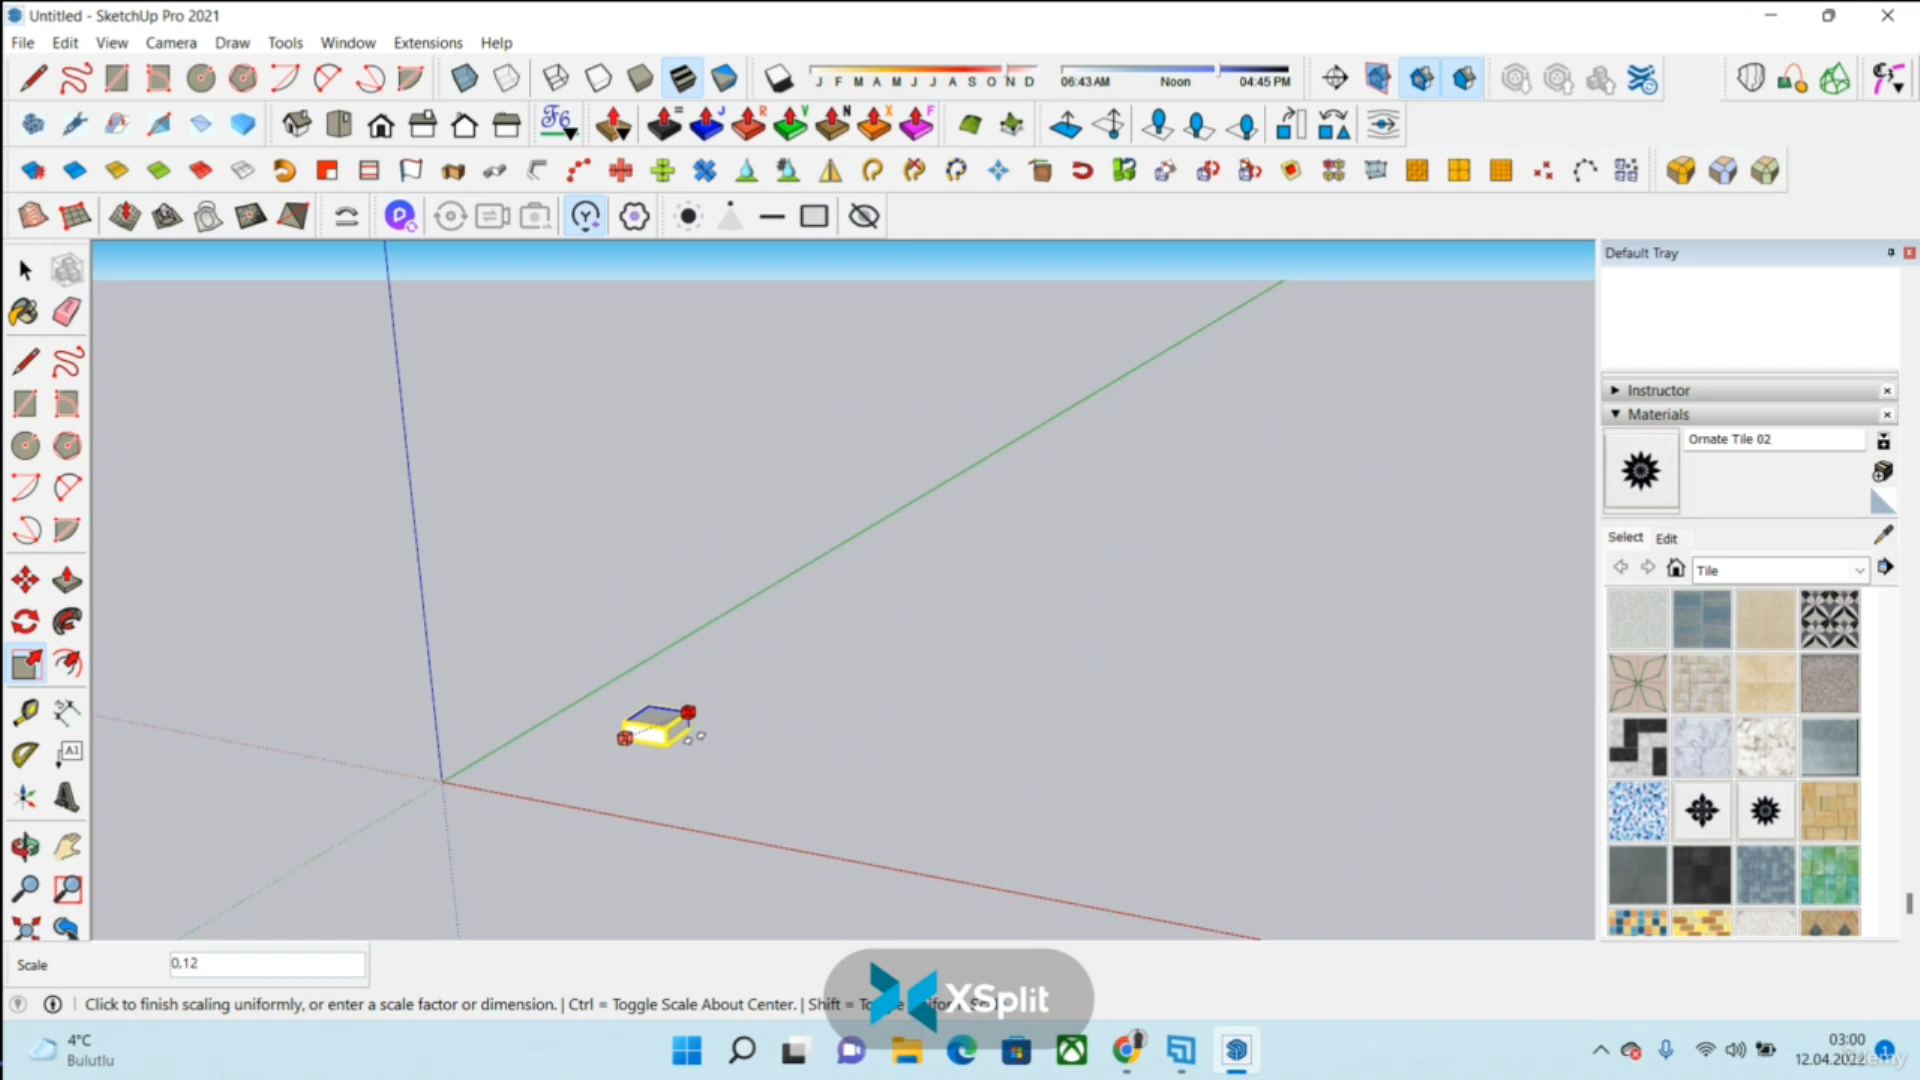 Untitled - SketchUp Pro 2021
File Edit View Camera Draw Tools Window Extensions Help
J F M A M J J A S O N D
06:43 AM Noon 04:45 PM
F6
= J R V N X F
Default Tray
Instructor
Materials
Ornate Tile 02
Select Edit
Tile
A1
Scale 0,12
Click to finish scaling uniformly, or enter a scale factor or dimension. | Ctrl = Toggle Scale About Center. | Shift =
XSplit
4°C
Bulutlu
03:00
12.04.2022